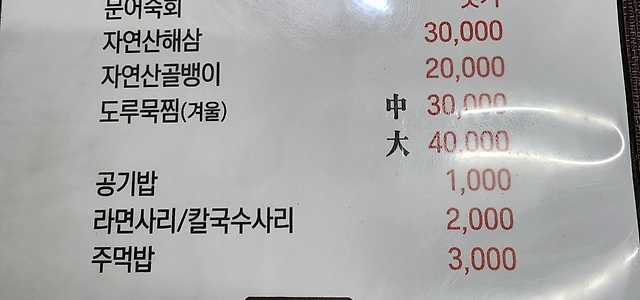 문어숙회 싯가
자연산해삼 30,000
자연산골뱅이 20,000
도루묵찜(겨울) 中 30,000
大 40,000
공기밥 1,000
라면사리/칼국수사리 2,000
주먹밥 3,000